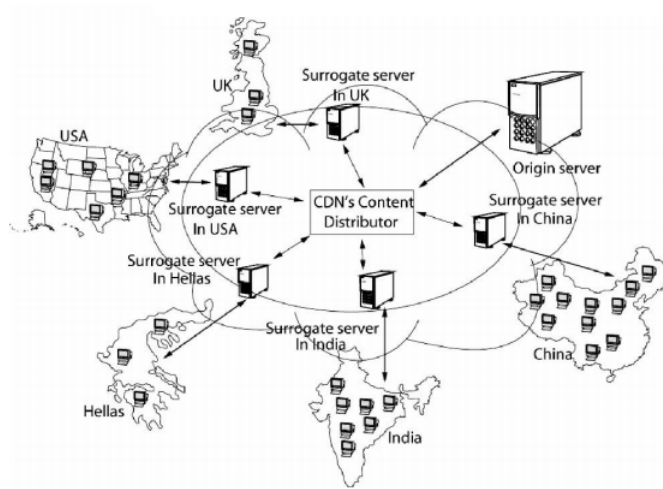 UK
Surrogate server
In UK
USA
Origin server
Surrogate server
In USA
CDN's Content
Distributor
Surrogate server
In China
Surrogate server
In Hellas
Surrogate server
In India
China
Hellas
India